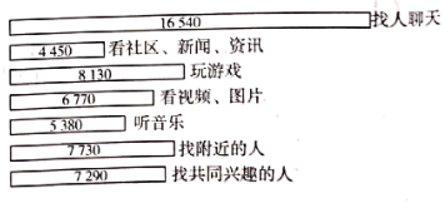 16 540 找人聊天
4 450 看社区、新闻、资讯
8 130 玩游戏
6 770 看视频、图片
5 380 听音乐
7 730 找附近的人
7 290 找共同兴趣的人